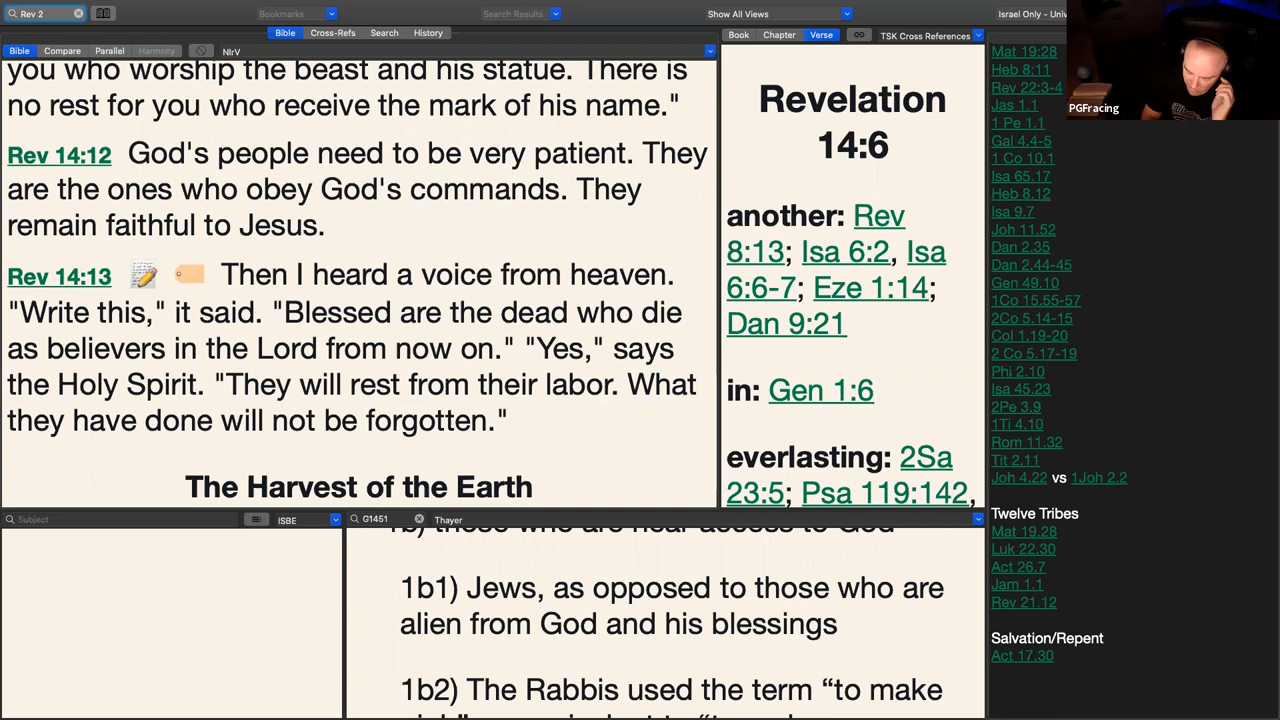 Rev 2
Bookmarks
Search Results
Show All Views
Israel Only - Univ
Bible Cross-Refs Search History
Bible Compare Parallel Harmony NIrV
Book Chapter Verse TSK Cross References
you who worship the beast and his statue. There is
no rest for you who receive the mark of his name."
Rev 14:12 God's people need to be very patient. They
are the ones who obey God's commands. They
remain faithful to Jesus.
Rev 14:13 Then I heard a voice from heaven.
"Write this," it said. "Blessed are the dead who die
as believers in the Lord from now on." "Yes," says
the Holy Spirit. "They will rest from their labor. What
they have done will not be forgotten."
The Harvest of the Earth
Revelation
14:6
another: Rev
8:13; Isa 6:2, Isa
6:6-7; Eze 1:14;
Dan 9:21
in: Gen 1:6
everlasting: 2Sa
23:5; Psa 119:142,
Mat 19:28
Heb 8:11
Rev 22:3-4
Jas 1.1
1 Pe 1.1
Gal 4.4-5
1 Co 10.1
Isa 65.17
Heb 8.12
Isa 9.7
Joh 11.52
Dan 2.35
Dan 2.44-45
Gen 49.10
1Co 15.55-57
2Co 5.14-15
Col 1.19-20
2 Co 5.17-19
Phi 2.10
Isa 45.23
2Pe 3.9
1Ti 4.10
Rom 11.32
Tit 2.11
Joh 4.22 vs 1Joh 2.2
Twelve Tribes
Mat 19.28
Luk 22.30
Act 26.7
Jam 1.1
Rev 21.12
Salvation/Repent
Act 17.30
PGFracing
Subject
ISBE
G1451
Thayer
1b) those who are near access to God
1b1) Jews, as opposed to those who are
alien from God and his blessings
1b2) The Rabbis used the term “to make